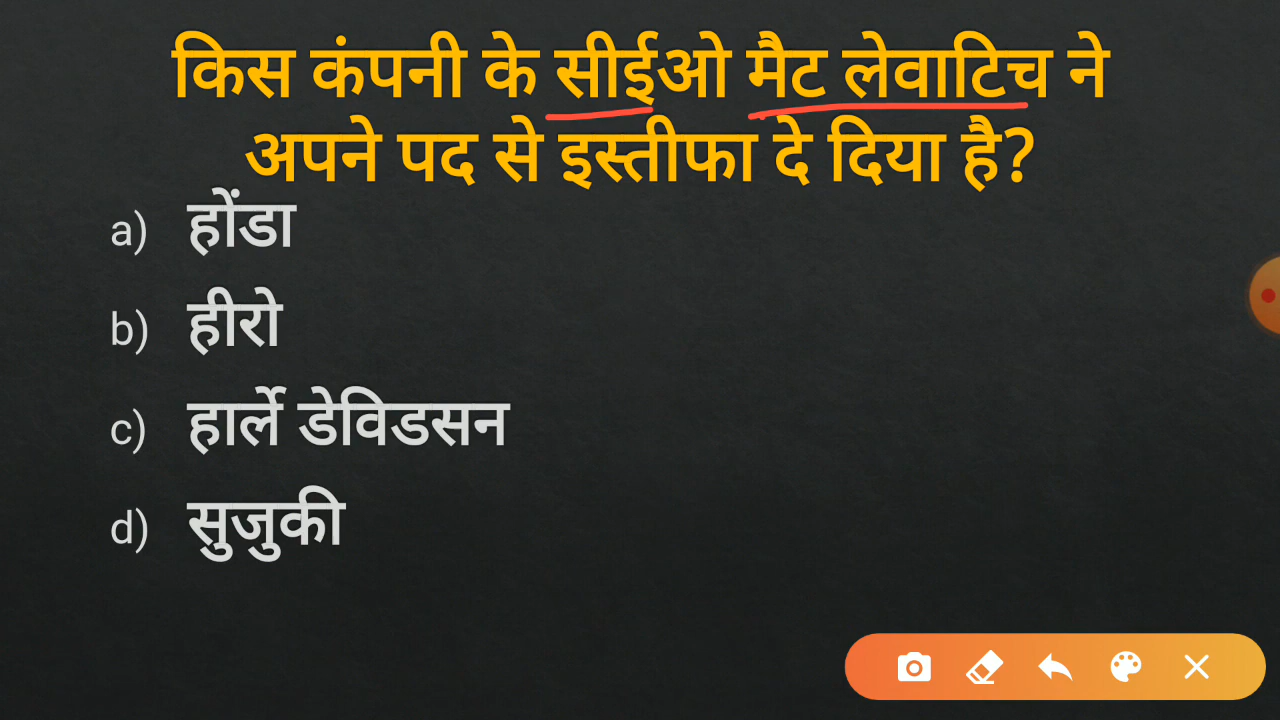 किस कंपनी के सीईओ मैट लेवाटिच ने
अपने पद से इस्तीफा दे दिया है?
a) होंडा
b) हीरो
c) हार्ले डेविडसन
d) सुजुकी